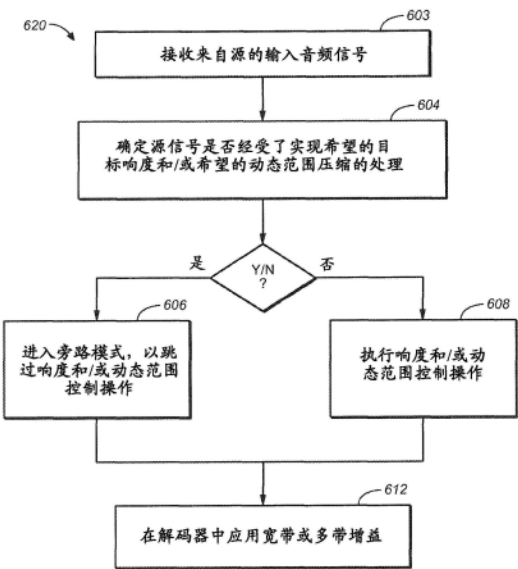 620
603
接收来自源的输入音频信号
604
确定源信号是否经受了实现希望的目
标响度和/或希望的动态范围压缩的处理
是
Y/N
?
否
606
进入旁路模式，以跳
过响度和/或动态范围
控制操作
608
执行响度和/或动
态范围控制操作
612
在解码器中应用宽带或多带增益